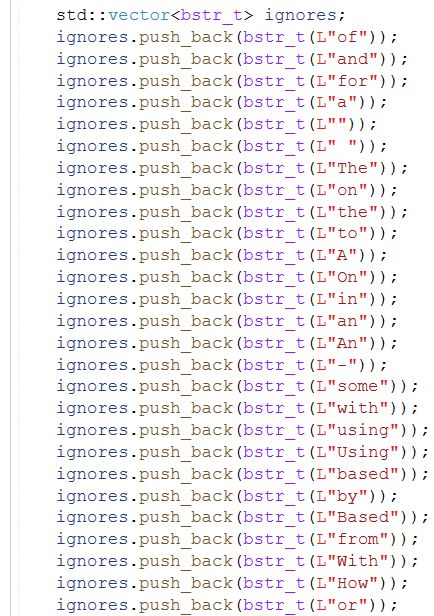 std::vector<bstr_t> ignores;
ignores.push_back(bstr_t(L"of"));
ignores.push_back(bstr_t(L"and"));
ignores.push_back(bstr_t(L"for"));
ignores.push_back(bstr_t(L"a"));
ignores.push_back(bstr_t(L""));
ignores.push_back(bstr_t(L" "));
ignores.push_back(bstr_t(L"The"));
ignores.push_back(bstr_t(L"on"));
ignores.push_back(bstr_t(L"the"));
ignores.push_back(bstr_t(L"to"));
ignores.push_back(bstr_t(L"A"));
ignores.push_back(bstr_t(L"On"));
ignores.push_back(bstr_t(L"in"));
ignores.push_back(bstr_t(L"an"));
ignores.push_back(bstr_t(L"An"));
ignores.push_back(bstr_t(L"-"));
ignores.push_back(bstr_t(L"some"));
ignores.push_back(bstr_t(L"with"));
ignores.push_back(bstr_t(L"using"));
ignores.push_back(bstr_t(L"Using"));
ignores.push_back(bstr_t(L"based"));
ignores.push_back(bstr_t(L"by"));
ignores.push_back(bstr_t(L"Based"));
ignores.push_back(bstr_t(L"from"));
ignores.push_back(bstr_t(L"With"));
ignores.push_back(bstr_t(L"How"));
ignores.push_back(bstr_t(L"or"));